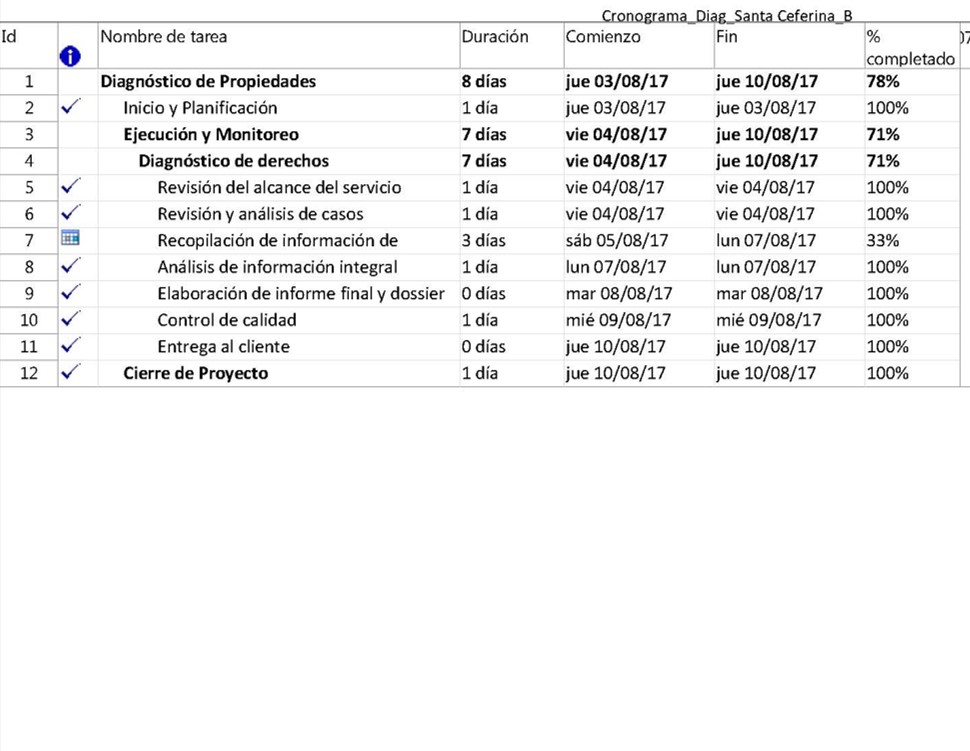 Cronograma_Diag_Santa Ceferina_B
Id Nombre de tarea Duración Comienzo Fin % completado
1 Diagnóstico de Propiedades 8 días jue 03/08/17 jue 10/08/17 78%
2 Inicio y Planificación 1 día jue 03/08/17 jue 03/08/17 100%
3 Ejecución y Monitoreo 7 días vie 04/08/17 jue 10/08/17 71%
4 Diagnóstico de derechos 7 días vie 04/08/17 jue 10/08/17 71%
5 Revisión del alcance del servicio 1 día vie 04/08/17 vie 04/08/17 100%
6 Revisión y análisis de casos 1 día vie 04/08/17 vie 04/08/17 100%
7 Recopilación de información de 3 días sáb 05/08/17 lun 07/08/17 33%
8 Análisis de información integral 1 día lun 07/08/17 lun 07/08/17 100%
9 Elaboración de informe final y dossier 0 días mar 08/08/17 mar 08/08/17 100%
10 Control de calidad 1 día mié 09/08/17 mié 09/08/17 100%
11 Entrega al cliente 0 días jue 10/08/17 jue 10/08/17 100%
12 Cierre de Proyecto 1 día jue 10/08/17 jue 10/08/17 100%